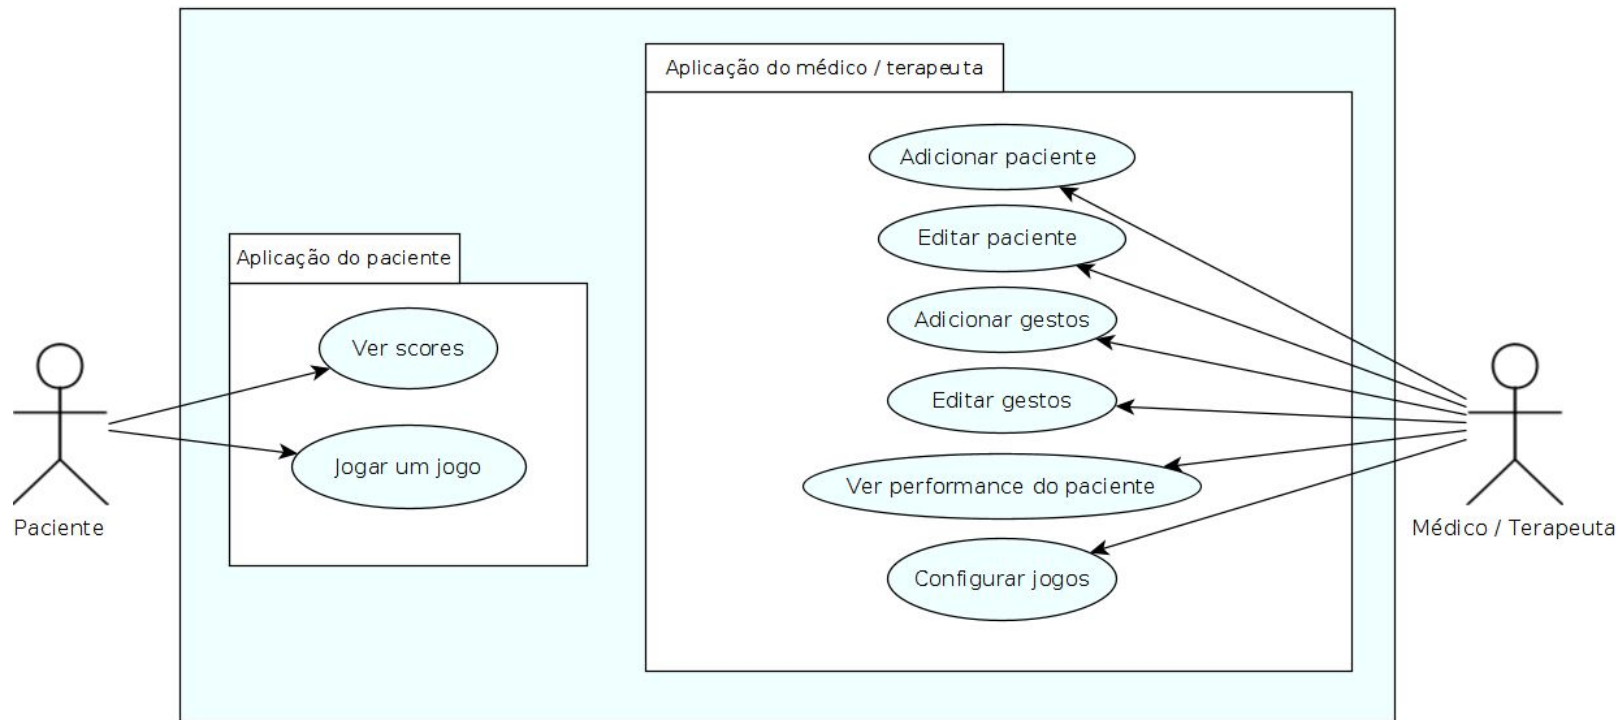 Aplicação do médico / terapeuta
Adicionar paciente
Editar paciente
Aplicação do paciente
Adicionar gestos
Ver scores
Editar gestos
Jogar um jogo
Ver performance do paciente
Paciente
Médico / Terapeuta
Configurar jogos